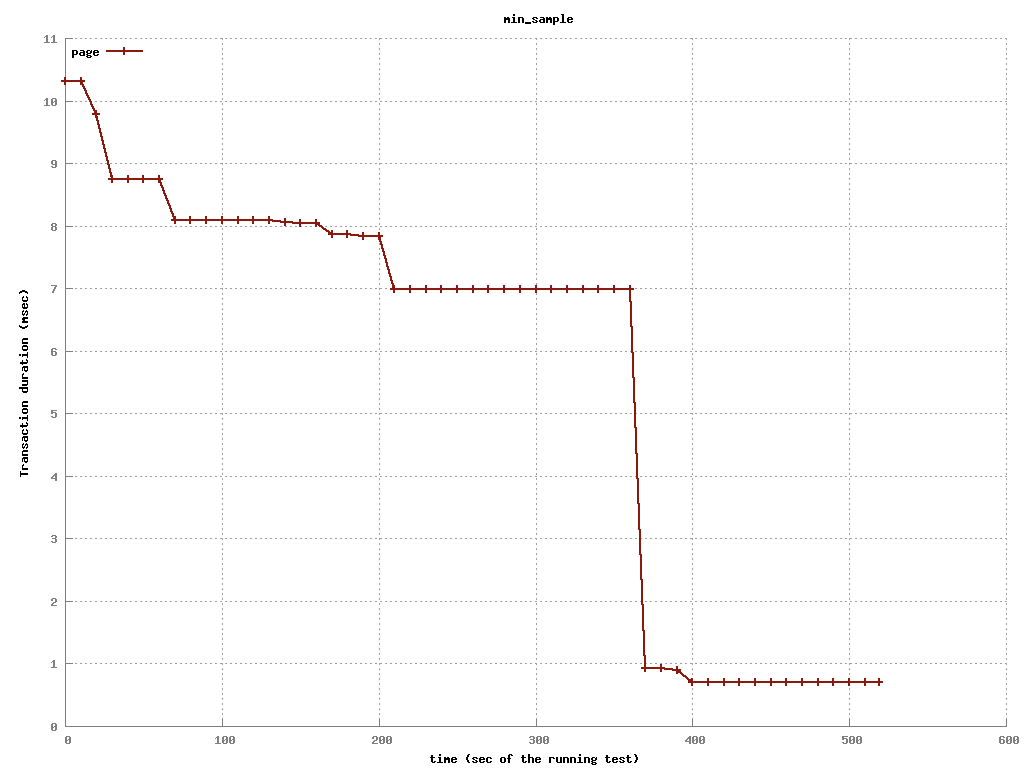 min_sample
11
page
10
9
8
7
6
5
4
3
2
1
0
Transaction duration (msec)
0 100 200 300 400 500 600
time (sec of the running test)